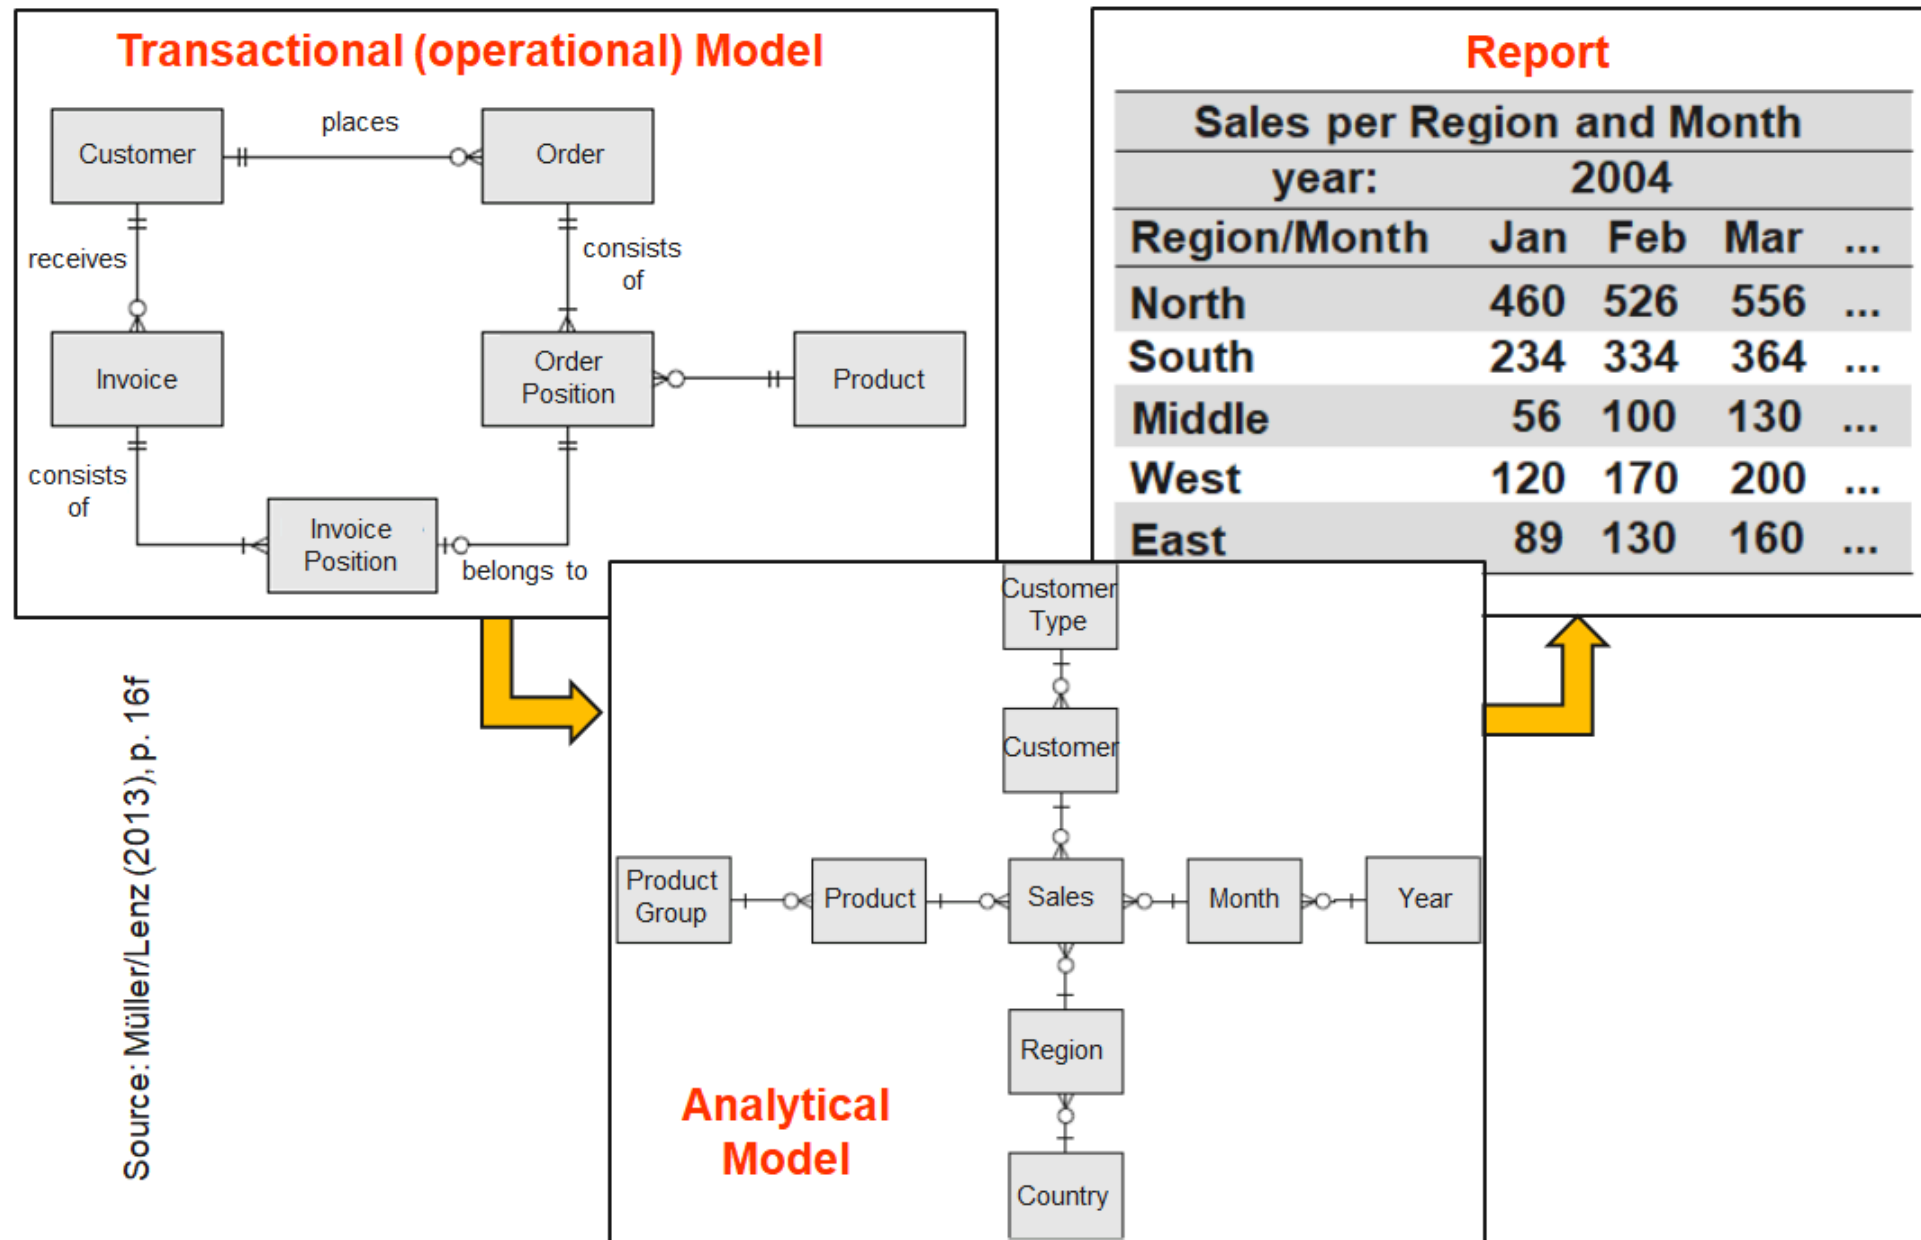 Transactional (operational) Model
Customer
places
Order
receives
consists
of
Invoice
Order
Position
Product
consists
of
Invoice
Position
belongs to
Report
Sales per Region and Month
year: 2004
Region/Month Jan Feb Mar ...
North 460 526 556 ...
South 234 334 364 ...
Middle 56 100 130 ...
West 120 170 200 ...
East 89 130 160 ...
Customer
Type
Customer
Product
Group
Product
Sales
Month
Year
Region
Country
Analytical
Model
Source: Müller/Lenz (2013), p. 16f